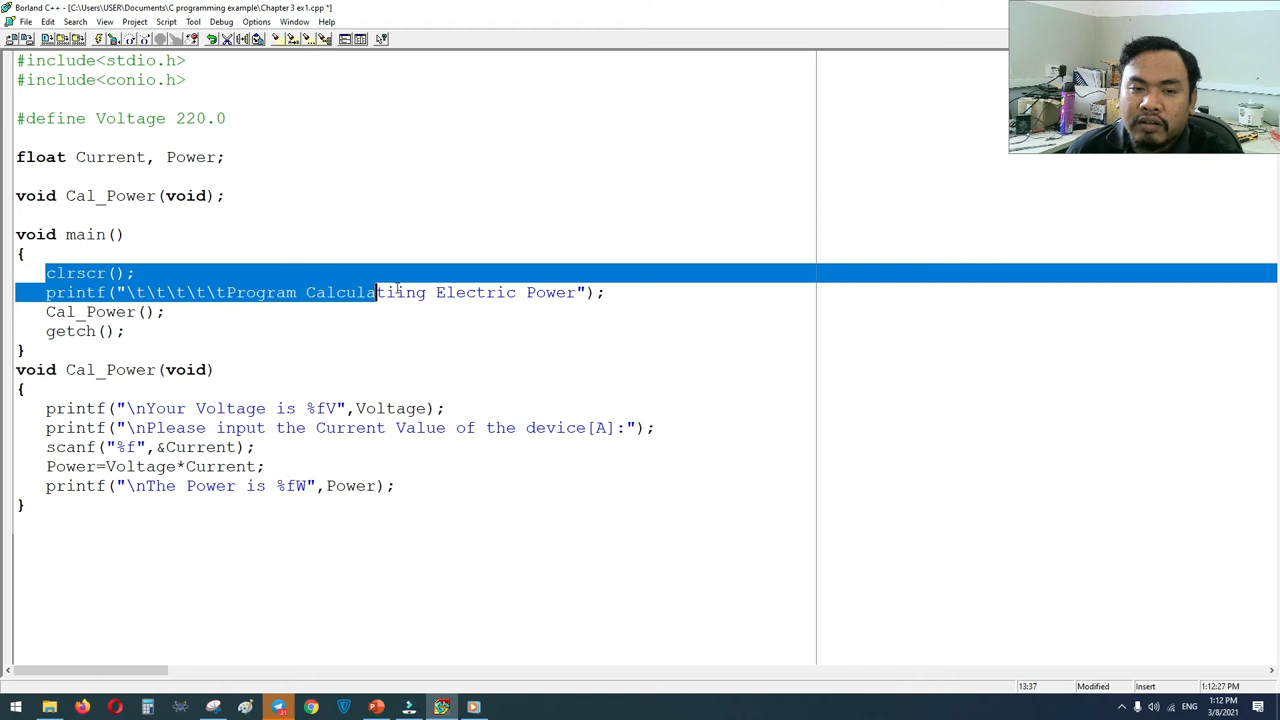 Borland C++ - [C:\Users\USER\Documents\C programming example\Chapter 3 ex1.cpp *]
File Edit Search View Project Script Tool Debug Options Window Help
#include<stdio.h>
#include<conio.h>
#define Voltage 220.0
float Current, Power;
void Cal_Power(void);
void main()
{
clrscr();
printf("\t\t\t\t\tProgram Calculatiing Electric Power");
Cal_Power();
getch();
}
void Cal_Power(void)
{
printf("\nYour Voltage is %fV",Voltage);
printf("\nPlease input the Current Value of the device[A]:");
scanf("%f",&Current);
Power=Voltage*Current;
printf("\nThe Power is %fW",Power);
}
13:37 Modified Insert 1:12:27 PM
21 ENG 1:12 PM
3/8/2021